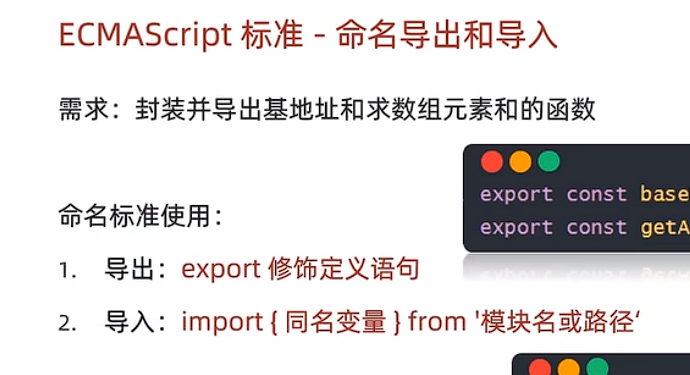 ECMAScript 标准 - 命名导出和导入
需求：封装并导出基地址和求数组元素和的函数
export const base
export const getA
命名标准使用：
1. 导出：export 修饰定义语句
2. 导入：import { 同名变量 } from '模块名或路径‘